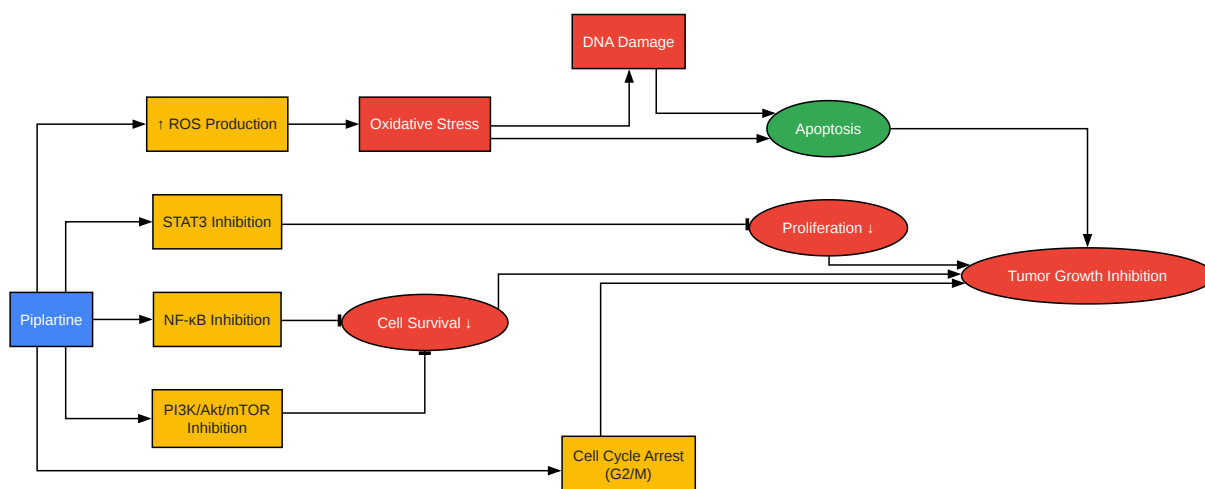 DNA Damage
↑ ROS Production
Oxidative Stress
Apoptosis
STAT3 Inhibition
Proliferation ↓
Tumor Growth Inhibition
Piplartine
NF-κB Inhibition
Cell Survival ↓
PI3K/Akt/mTOR
Inhibition
Cell Cycle Arrest
(G2/M)